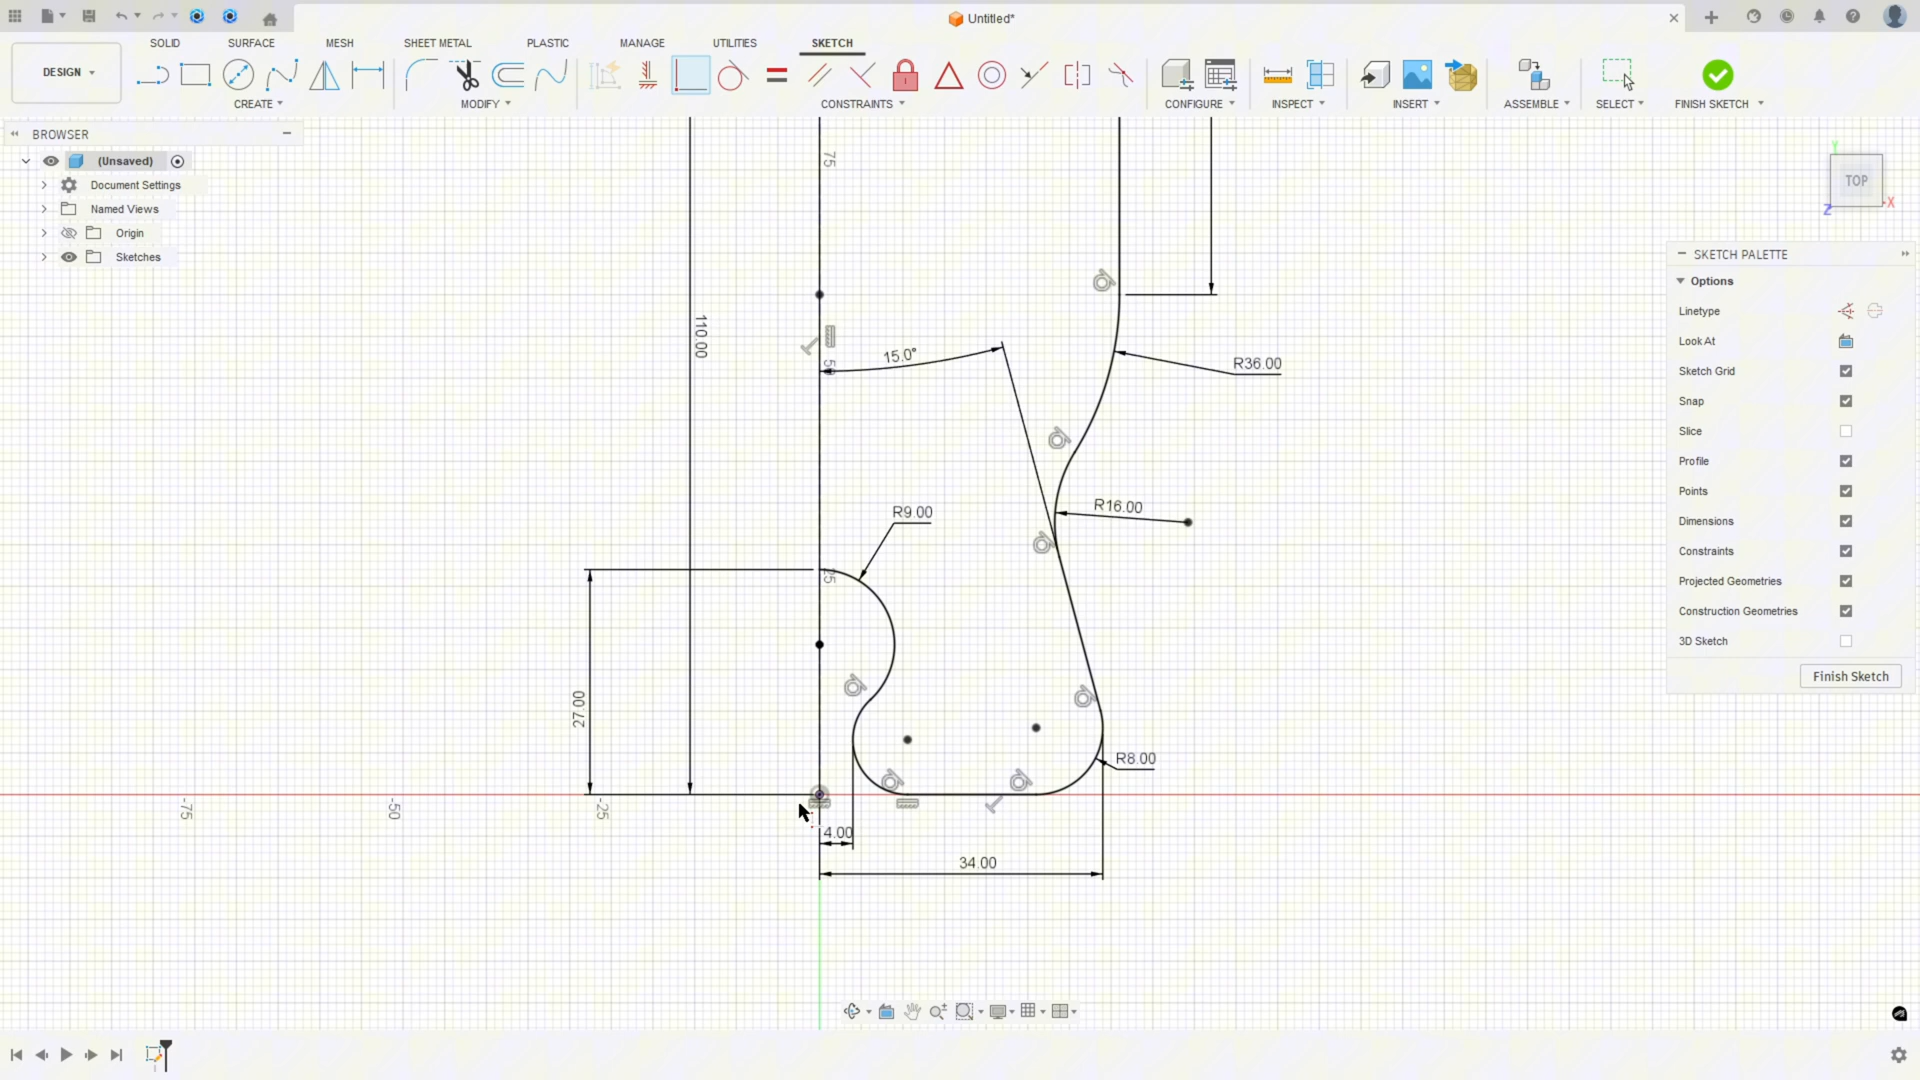 Untitled*
SOLID SURFACE MESH SHEET METAL PLASTIC MANAGE UTILITIES SKETCH
DESIGN
CREATE MODIFY CONSTRAINTS CONFIGURE INSPECT INSERT ASSEMBLE SELECT FINISH SKETCH
BROWSER
(Unsaved)
Document Settings
Named Views
Origin
Sketches
Y
TOP
X
Z
SKETCH PALETTE
Options
Linetype
Look At
Sketch Grid
Snap
Slice
Profile
Points
Dimensions
Constraints
Projected Geometries
Construction Geometries
3D Sketch
Finish Sketch
75
110.00
15.0°
R36.00
R9.00
R16.00
25
27.00
R8.00
-75
-50
-25
4.00
34.00